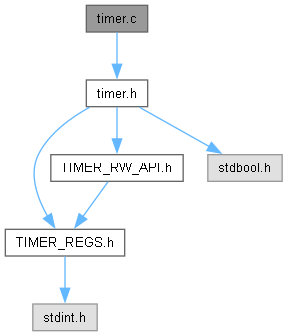 timer.c
timer.h
TIMER_RW_API.h
stdbool.h
TIMER_REGS.h
stdint.h